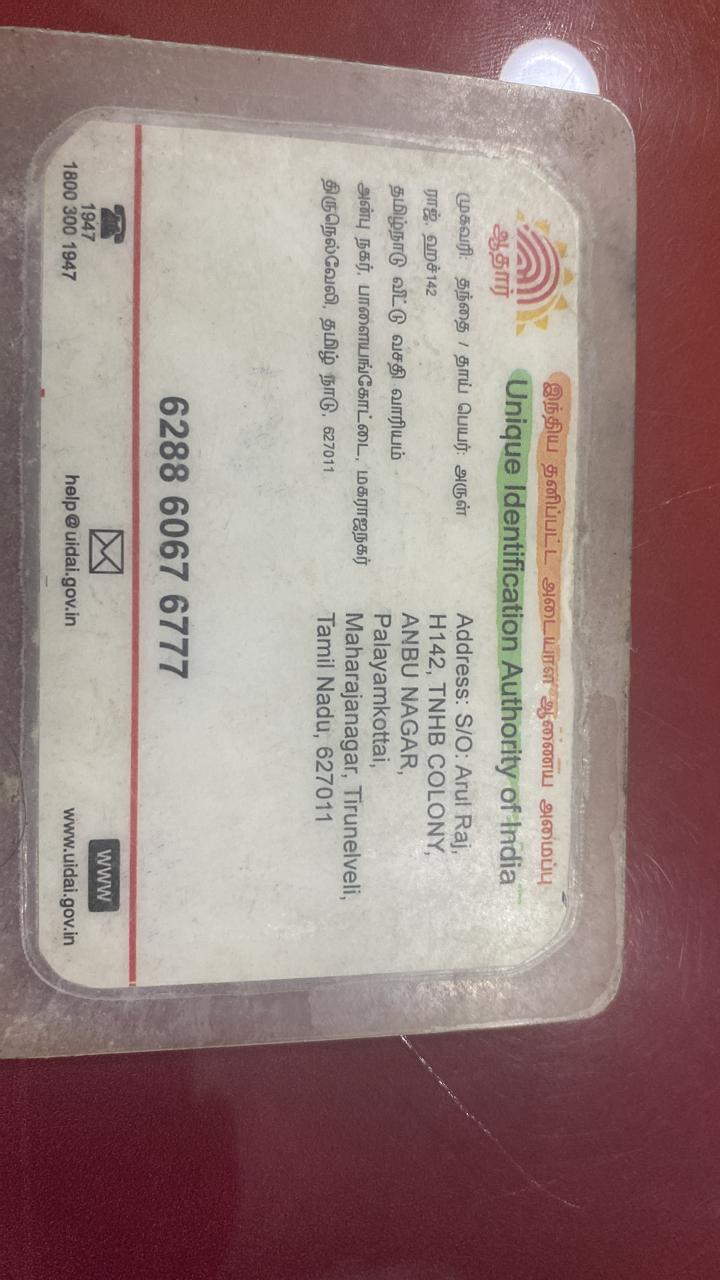 இந்திய தனிப்பட்ட அடையாள ஆணைய அமைப்பு
Unique Identification Authority of India
ஆதார்
முகவரி: தந்தை / தாய் பெயர்: அருள்
ராஜ், ஹச்142
தமிழ்நாடு வீட்டு வசதி வாரியம்
அன்பு நகர், பாளையங்கோட்டை, மகராஜநகர்
திருநெல்வேலி, தமிழ் நாடு, 627011
Address: S/O: Arul Raj,
H142, TNHB COLONY,
ANBU NAGAR,
Palayamkottai,
Maharajanagar, Tirunelveli,
Tamil Nadu, 627011
6288 6067 6777
1947
1800 300 1947
help@uidai.gov.in
www
www.uidai.gov.in